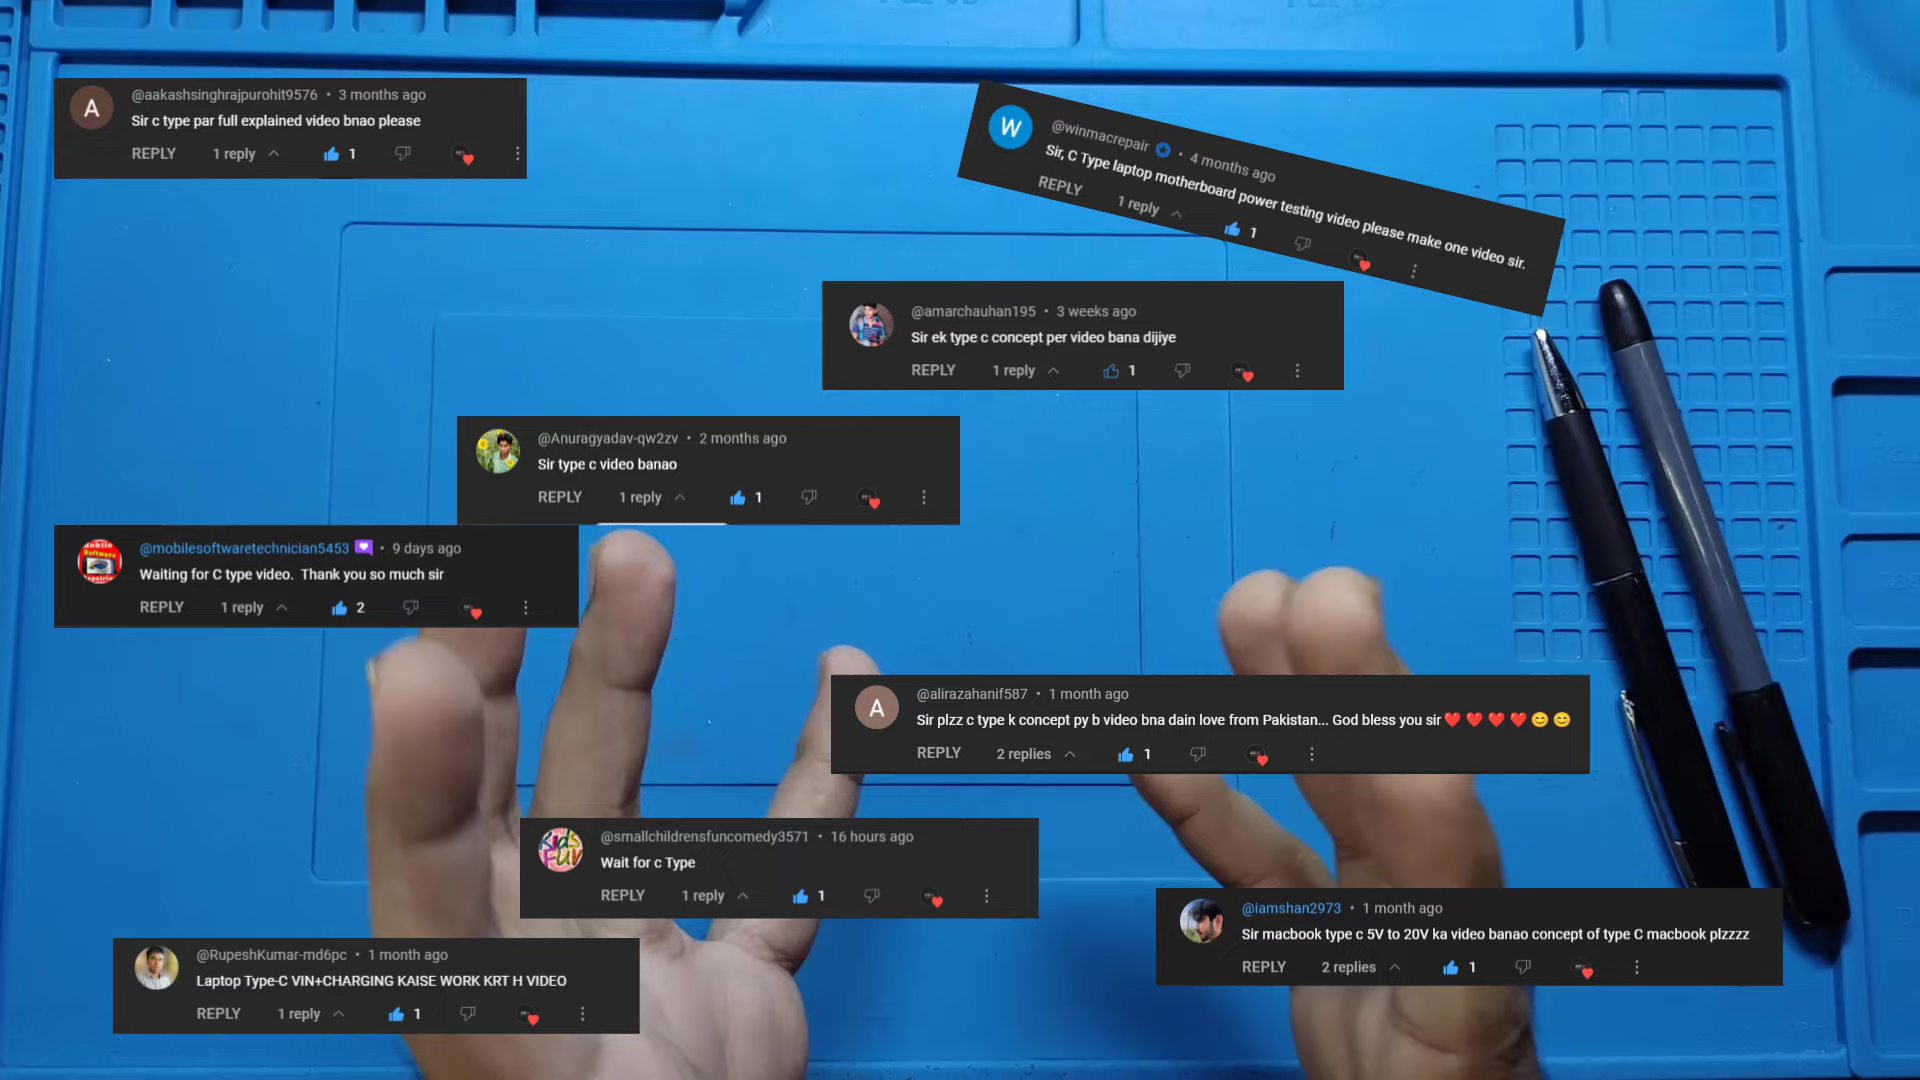 @aakashsinghrajpurohit9576 • 3 months ago
A
Sir c type par full explained video bnao please
REPLY 1 reply 1
W
@winmacrepair • 4 months ago
Sir, C Type laptop motherboard power testing video please make one video sir.
REPLY 1 reply 1
@amarchauhan195 • 3 weeks ago
Sir ek type c concept per video bana dijiye
REPLY 1 reply 1
@Anuragyadav-qw2zv • 2 months ago
Sir type c video banao
REPLY 1 reply 1
@mobilesoftwaretechnician5453 • 9 days ago
Waiting for C type video. Thank you so much sir
REPLY 1 reply 2
@alirazahanif587 • 1 month ago
A
Sir plzz c type k concept py b video bna dain love from Pakistan... God bless you sir❤️ ❤️ ❤️ ❤️ 😊 😊
REPLY 2 replies 1
@smallchildrensfuncomedy3571 • 16 hours ago
Kids
Fun
Wait for c Type
REPLY 1 reply 1
@iamshan2973 • 1 month ago
Sir macbook type c 5V to 20V ka video banao concept of type C macbook plzzzz
REPLY 2 replies 1
@RupeshKumar-md6pc • 1 month ago
Laptop Type-C VIN+CHARGING KAISE WORK KRT H VIDEO
REPLY 1 reply 1